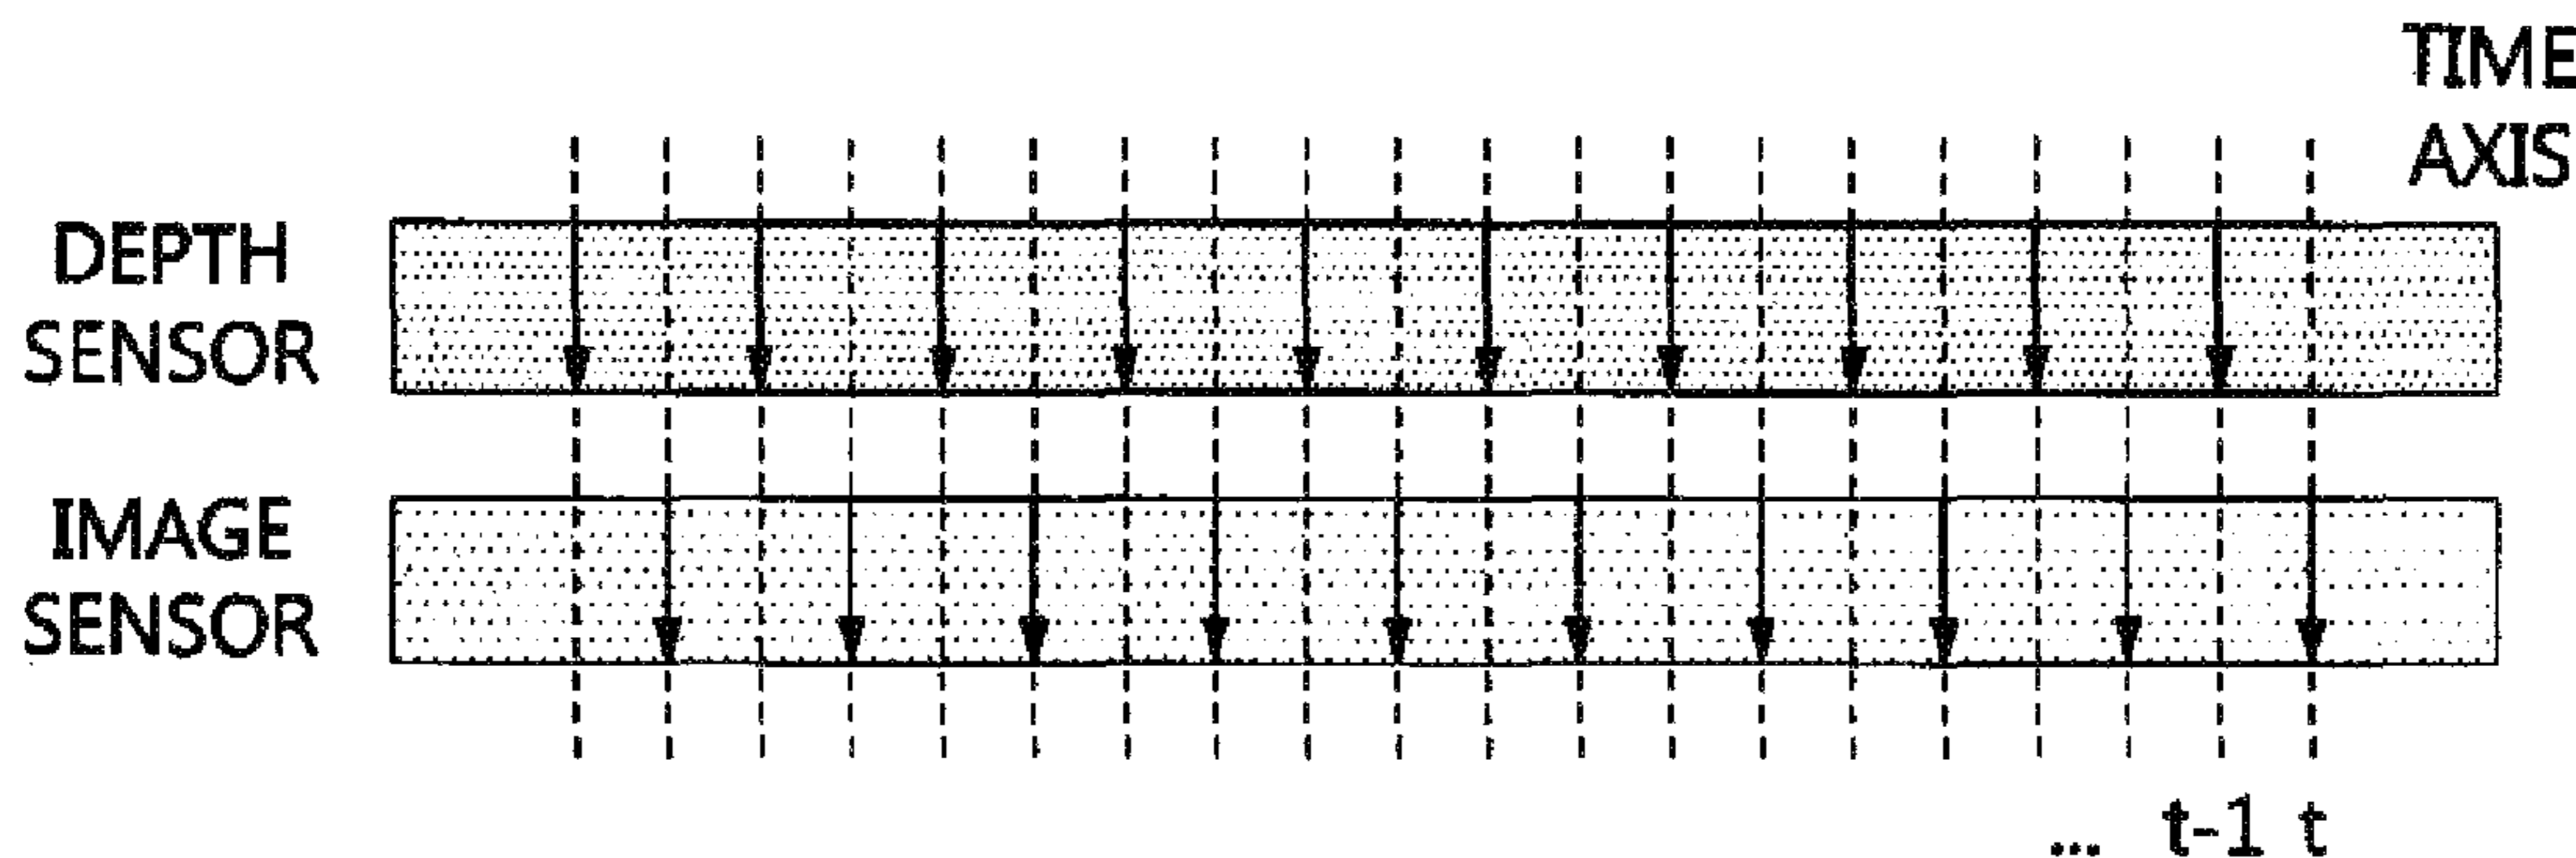 TIME
AXIS
DEPTH
SENSOR
IMAGE
SENSOR
... t-1 t